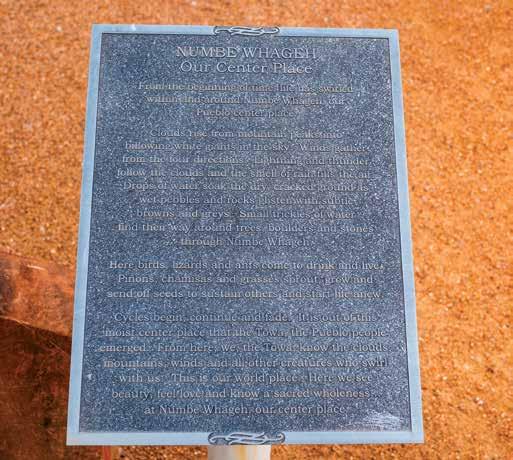 NUMBE WHAGEH
Our Center Place
From the beginning of time life has swirled
within and around Numbe Whageh, our
Pueblo center place.
Clouds rise from mountain peaks into
billowing white giants in the sky. Winds gather
from the four directions. Lightning and thunder
follow the clouds and the smell of rain fills the air.
Drops of water soak the dry, cracked ground as
wet pebbles and rocks glisten with subtle
browns and greys. Small trickles of water
find their way around trees, boulders and stones
through Numbe Whageh.
Here birds, lizards and ants come to drink and live.
Pinons, chamisas and grasses sprout, grow and
send off seeds to sustain others and start life anew.
Cycles begin, continue and fade. It is out of this
moist center place that the Towa, the Pueblo people
emerged. From here, we, the Towa, know the clouds,
mountains, winds and all other creatures who swirl
with us. This is our world place. Here we see
beauty, feel love and know a sacred wholeness
at Numbe Whageh, our center place.